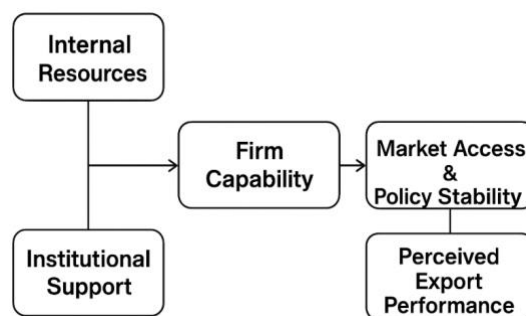 Internal
Resources
Firm
Capability
Market Access
&
Policy Stability
Institutional
Support
Perceived
Export
Performance